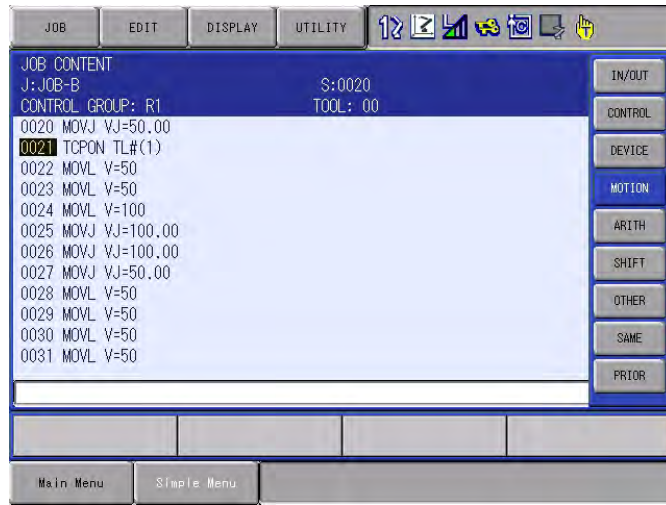 JOB EDIT DISPLAY UTILITY
JOB CONTENT
J:JOB-B S:0020
CONTROL GROUP: R1 TOOL: 00
0020 MOVJ VJ=50.00
0021 TCPON TL#(1)
0022 MOVL V=50
0023 MOVL V=50
0024 MOVL V=100
0025 MOVJ VJ=100.00
0026 MOVJ VJ=100.00
0027 MOVJ VJ=50.00
0028 MOVL V=50
0029 MOVL V=50
0030 MOVL V=50
0031 MOVL V=50
IN/OUT
CONTROL
DEVICE
MOTION
ARITH
SHIFT
OTHER
SAME
PRIOR
Main Menu Simple Menu